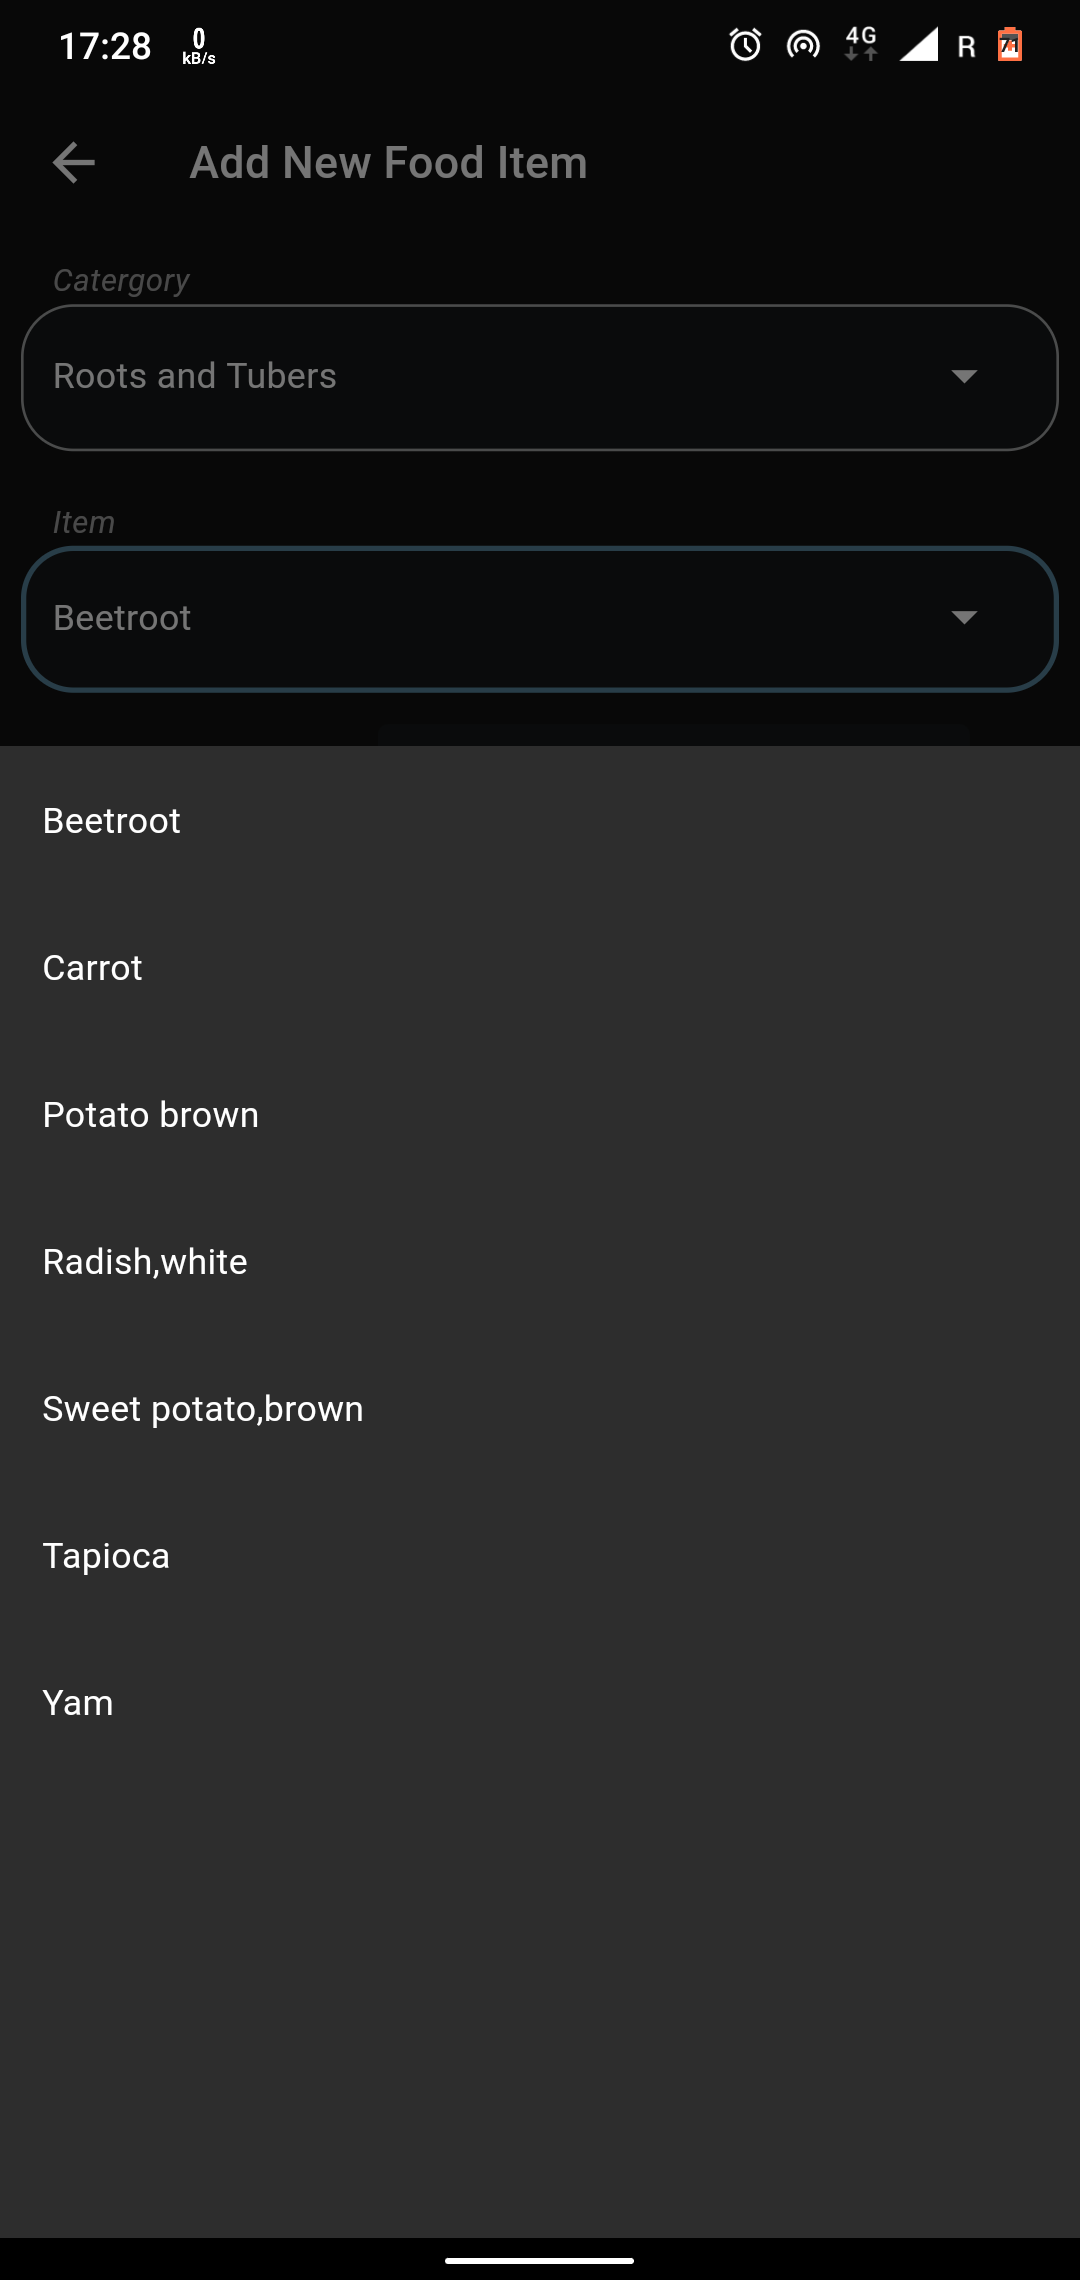 17:28
0
kB/s
4G
R
71
Add New Food Item
Catergory
Roots and Tubers
Item
Beetroot
Beetroot
Carrot
Potato brown
Radish,white
Sweet potato,brown
Tapioca
Yam